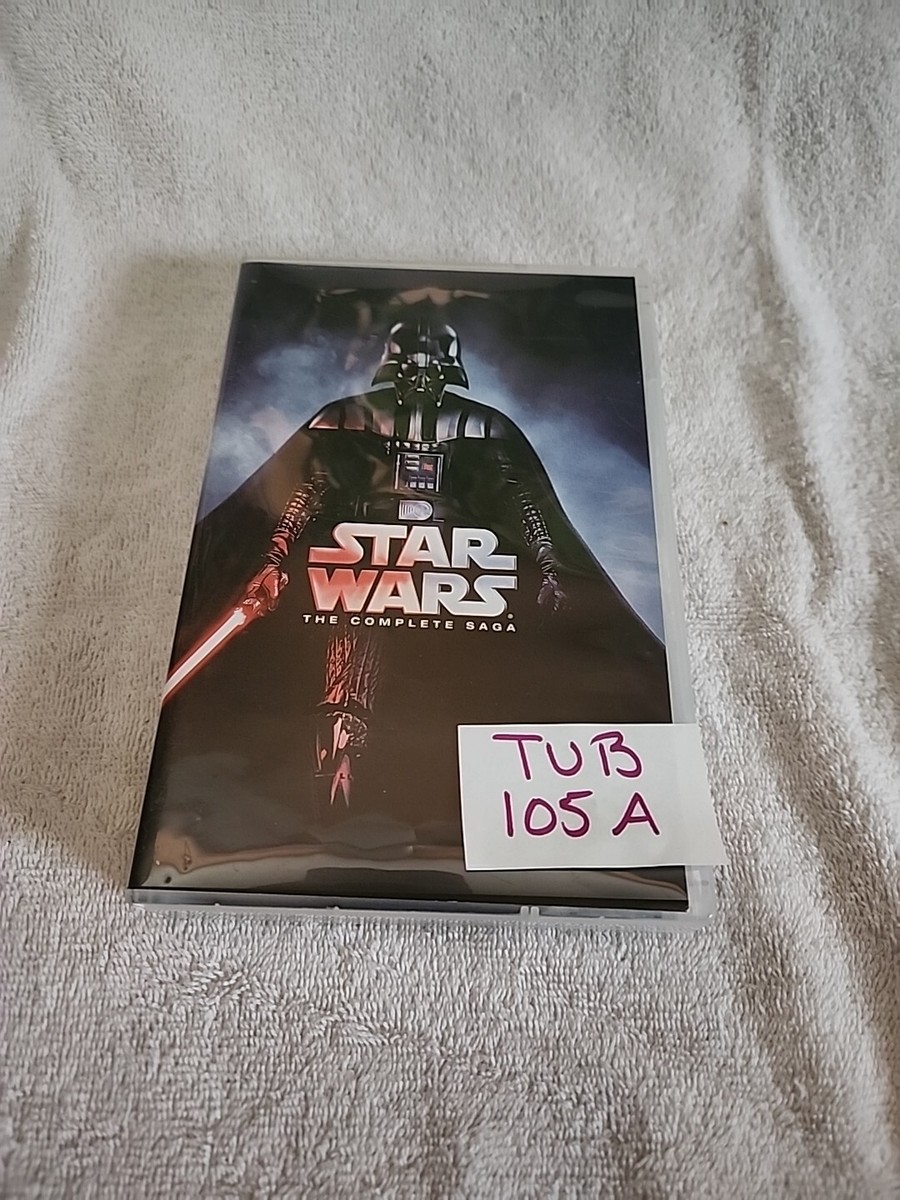 STAR
WARS
THE COMPLETE SAGA
TUB
105 A